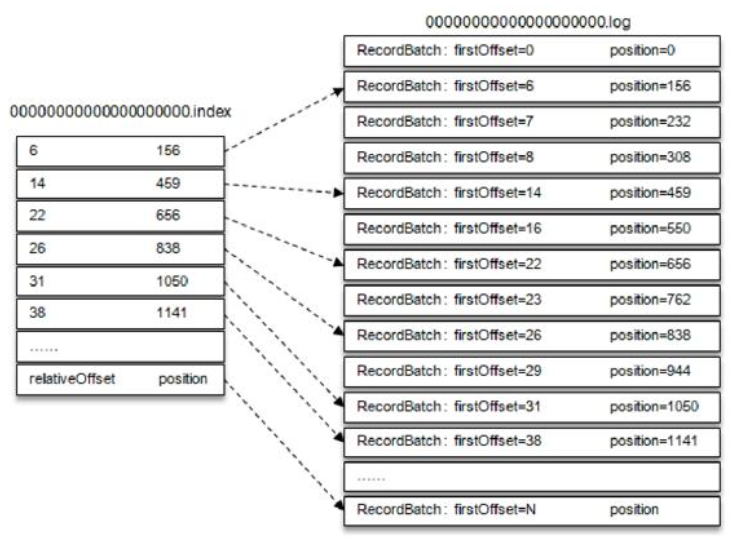 00000000000000000000.index
6 156
14 459
22 656
26 838
31 1050
38 1141
......
relativeOffset position
00000000000000000000.log
RecordBatch: firstOffset=0 position=0
RecordBatch: firstOffset=6 position=156
RecordBatch: firstOffset=7 position=232
RecordBatch: firstOffset=8 position=308
RecordBatch: firstOffset=14 position=459
RecordBatch: firstOffset=16 position=550
RecordBatch: firstOffset=22 position=656
RecordBatch: firstOffset=23 position=762
RecordBatch: firstOffset=26 position=838
RecordBatch: firstOffset=29 position=944
RecordBatch: firstOffset=31 position=1050
RecordBatch: firstOffset=38 position=1141
......
RecordBatch: firstOffset=N position